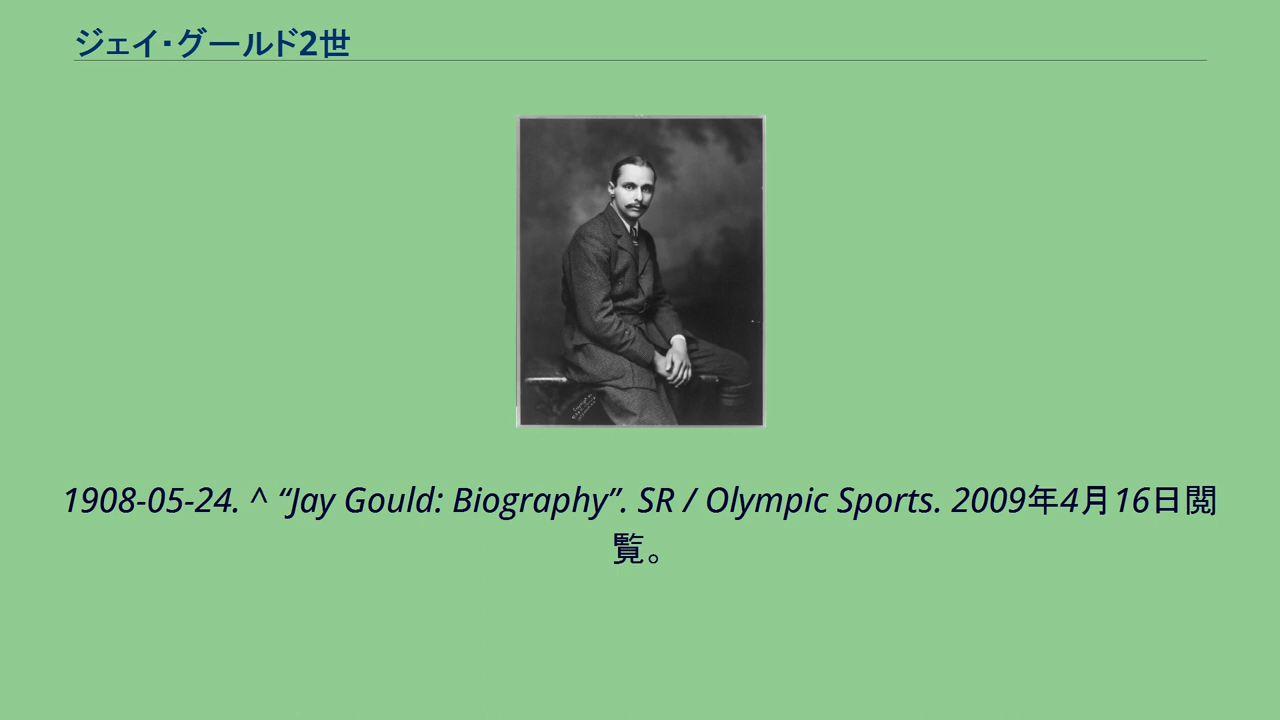 ジェイ・グールド2世
1908-05-24. ^ “Jay Gould: Biography”. SR / Olympic Sports. 2009年4月16日閲
覧。